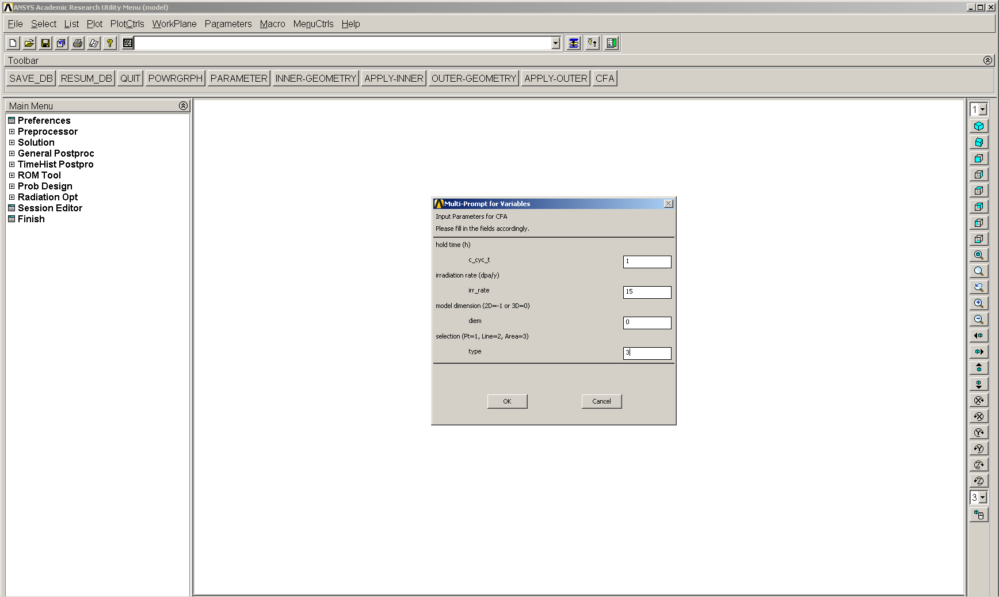 ANSYS Academic Research Utility Menu (model)
File Select List Plot PlotCtrls WorkPlane Parameters Macro MenuCtrls Help
Toolbar
SAVE_DB RESUM_DB QUIT POWRGRPH PARAMETER INNER-GEOMETRY APPLY-INNER OUTER-GEOMETRY APPLY-OUTER CFA
Main Menu
Preferences
Preprocessor
Solution
General Postproc
TimeHist Postpro
ROM Tool
Prob Design
Radiation Opt
Session Editor
Finish
Multi-Prompt for Variables
Input Parameters for CFA
Please fill in the fields accordingly.
hold time (h)
c_cyc_t 1
irradiation rate (dpa/y)
irr_rate 15
model dimension (2D=-1 or 3D=0)
diem 0
selection (Pt=1, Line=2, Area=3)
type 3
OK Cancel
1
X
X
Y
Y
Z
Z
3